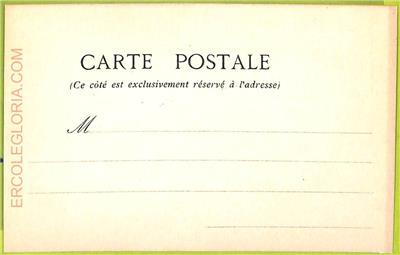 CARTE POSTALE
(Ce côté est exclusivement réservé à l'adresse)
M
ERCOLEGLORIA.COM